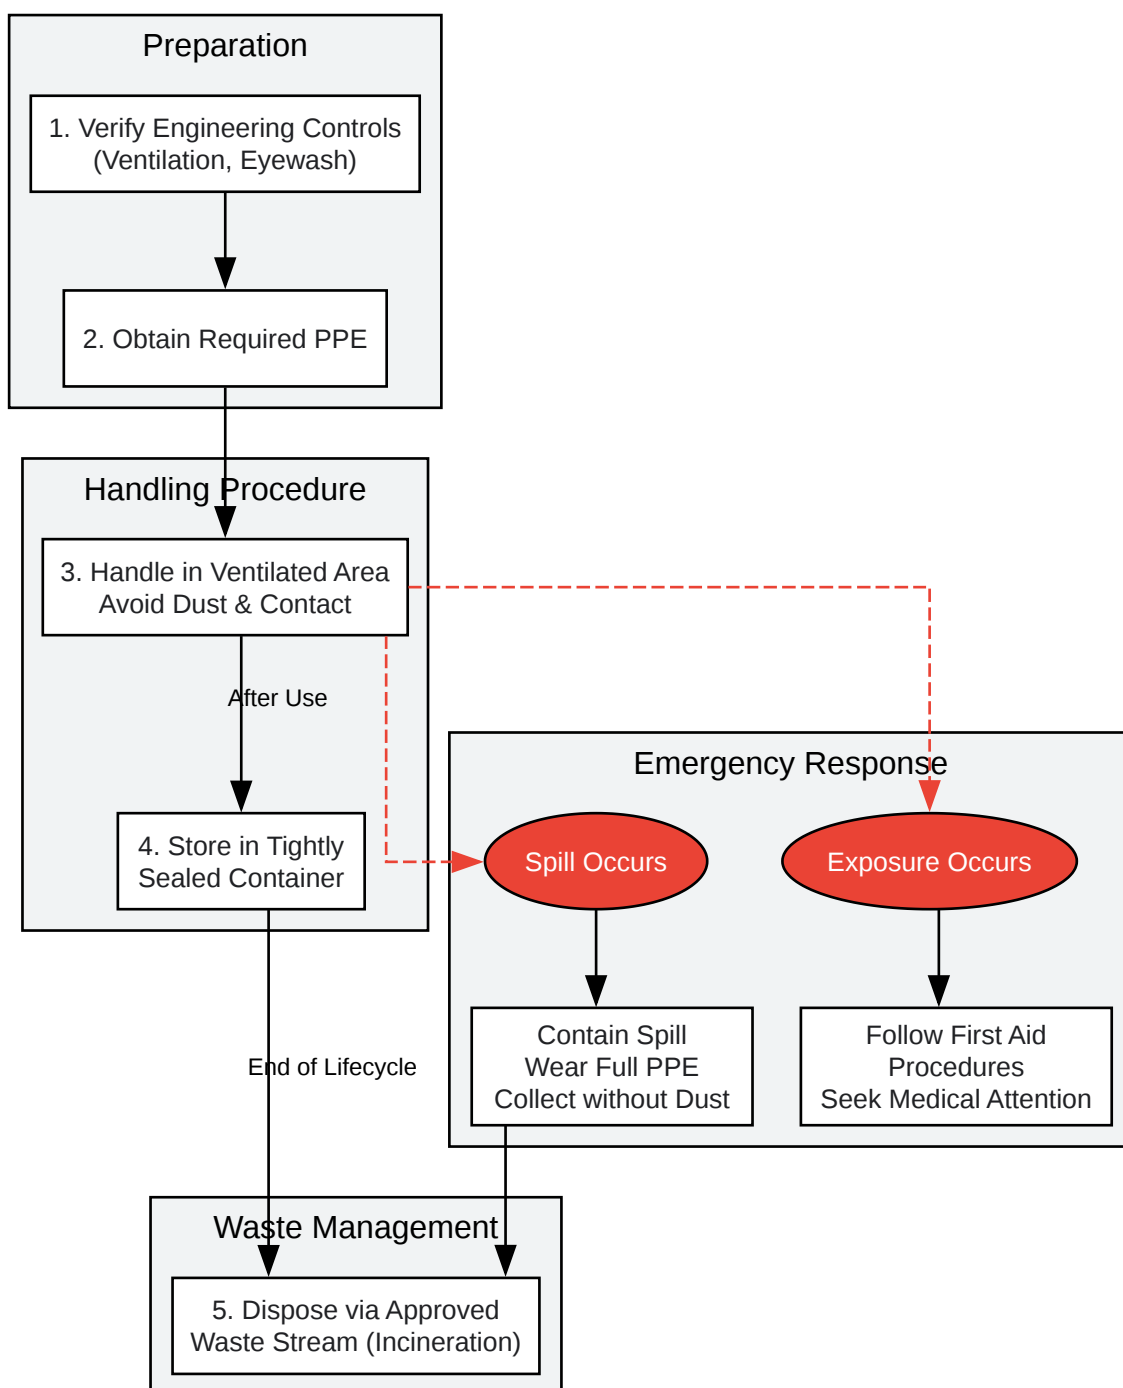 Preparation
1. Verify Engineering Controls
(Ventilation, Eyewash)
2. Obtain Required PPE
Handling Procedure
3. Handle in Ventilated Area
Avoid Dust & Contact
After Use
4. Store in Tightly
Sealed Container
Emergency Response
Spill Occurs
Exposure Occurs
Contain Spill
Wear Full PPE
Collect without Dust
Follow First Aid
Procedures
Seek Medical Attention
End of Lifecycle
Waste Management
5. Dispose via Approved
Waste Stream (Incineration)